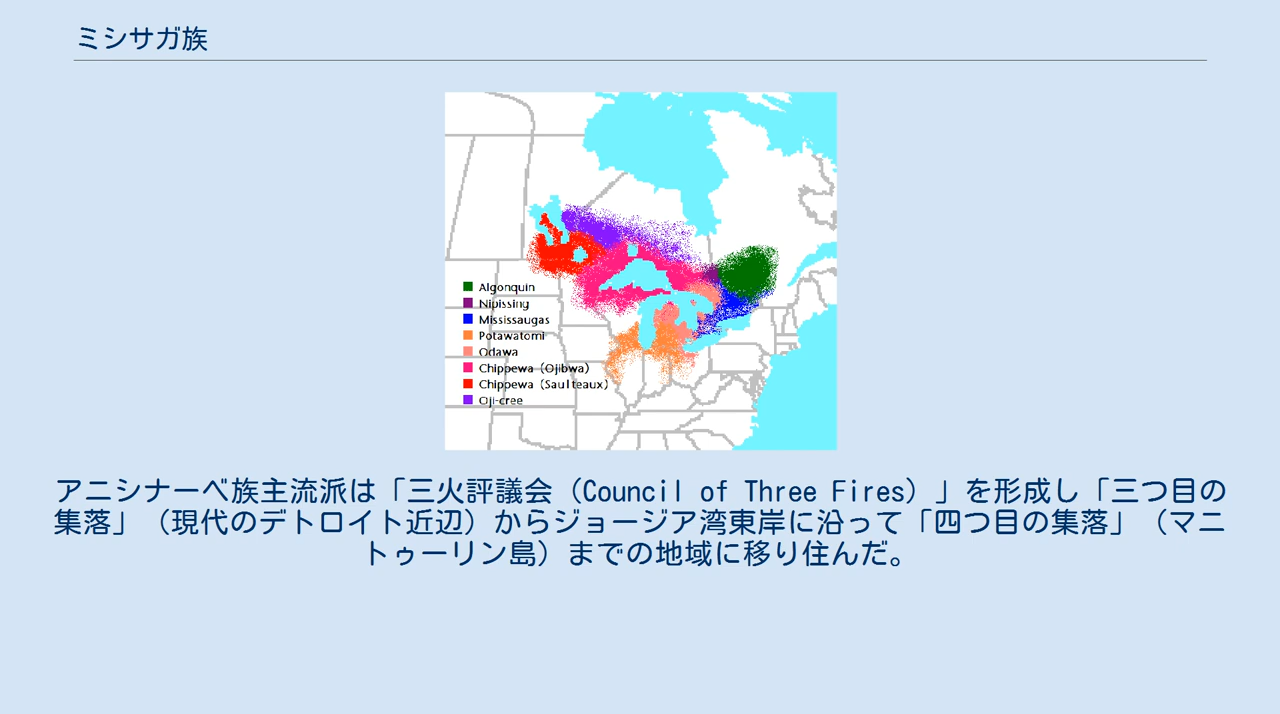 ミシサガ族
Algonquin
Nipissing
Mississaugas
Potawatomi
Odawa
Chippewa (Ojibwa)
Chippewa (Saulteaux)
Oji-cree
アニシナーベ族主流派は「三火評議会（Council of Three Fires）」を形成し「三つ目の
集落」（現代のデトロイト近辺）からジョージア湾東岸に沿って「四つ目の集落」（マニ
トゥーリン島）までの地域に移り住んだ。